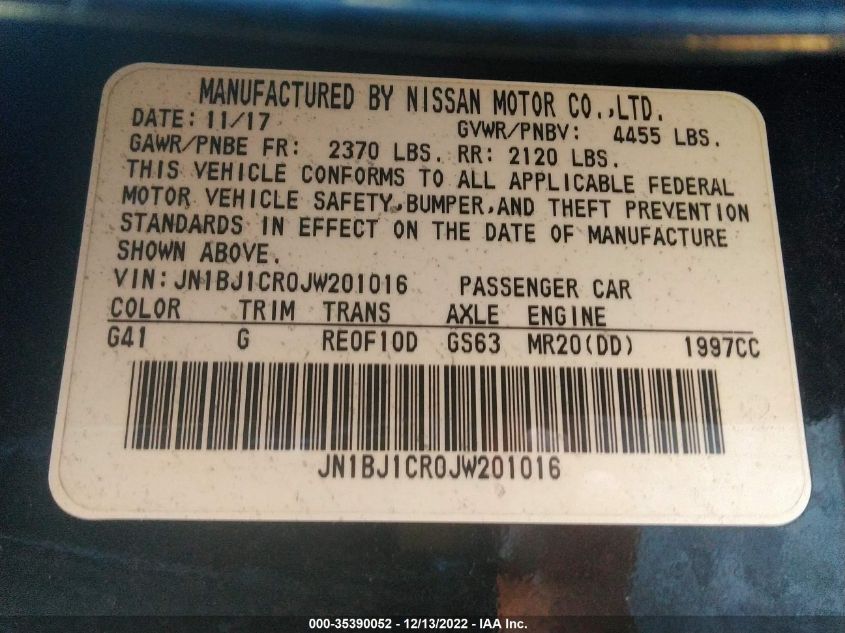 MANUFACTURED BY NISSAN MOTOR CO.,LTD.
DATE: 11/17 GVWR/PNBV: 4455 LBS.
GAWR/PNBE FR: 2370 LBS. RR: 2120 LBS.
THIS VEHICLE CONFORMS TO ALL APPLICABLE FEDERAL
MOTOR VEHICLE SAFETY,BUMPER,AND THEFT PREVENTION
STANDARDS IN EFFECT ON THE DATE OF MANUFACTURE
SHOWN ABOVE.
VIN: JN1BJ1CR0JW201016 PASSENGER CAR
COLOR TRIM TRANS AXLE ENGINE
G41 G RE0F10D GS63 MR20(DD) 1997CC
JN1BJ1CR0JW201016
000-35390052 - 12/13/2022 - IAA Inc.